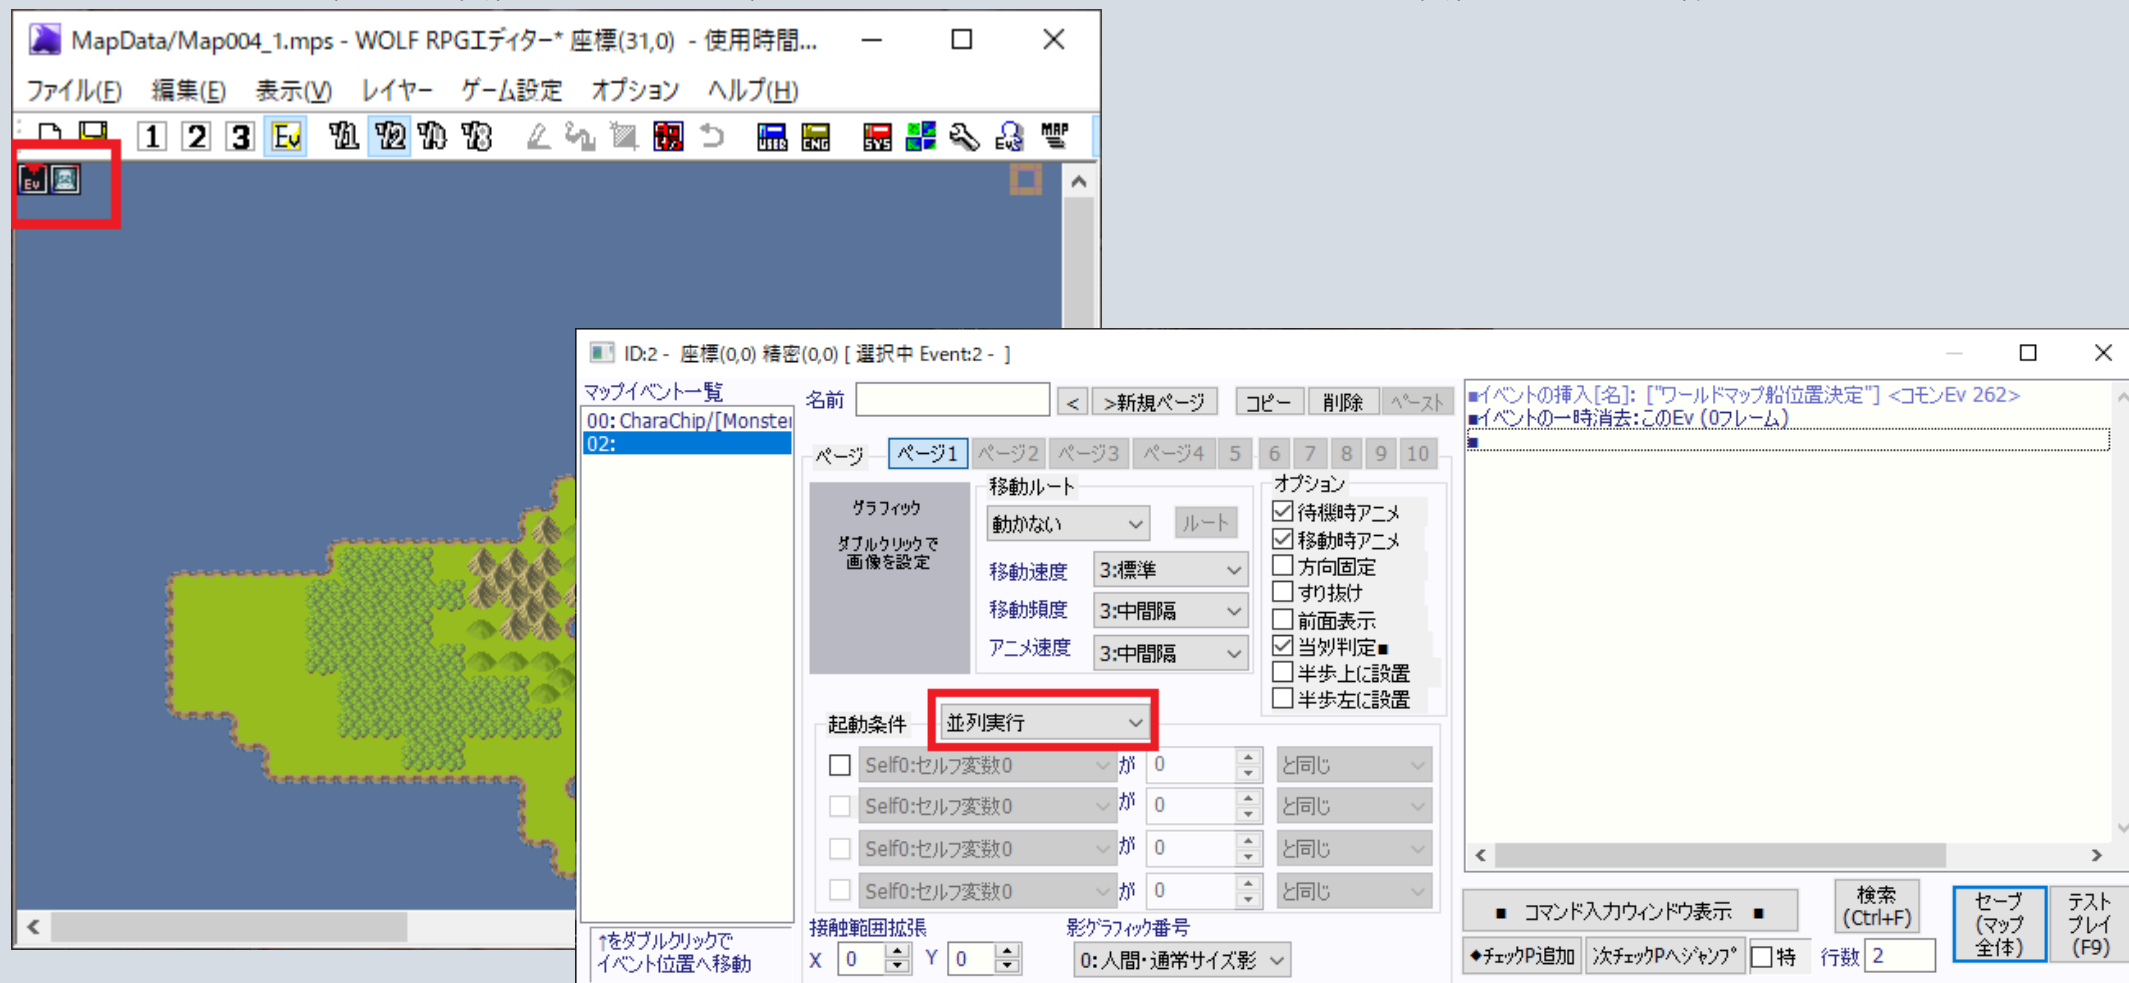 MapData/Map004_1.mps - WOLF RPGエディター* 座標(31,0) - 使用時間...
ファイル(F) 編集(E) 表示(V) レイヤー ゲーム設定 オプション ヘルプ(H)
1 2 3 Ev USER ENG SYS MAP
Ev
ID:2 - 座標(0,0) 精密(0,0) [ 選択中 Event:2 - ]
マップイベント一覧
00: CharaChip/[Monster
02:
↑をダブルクリックで
イベント位置へ移動
名前 < >新規ページ コピー 削除 ペースト
ページ ページ1 ページ2 ページ3 ページ4 5 6 7 8 9 10
グラフィック
ダブルクリックで
画像を設定
移動ルート
動かない ルート
移動速度 3:標準
移動頻度 3:中間隔
アニメ速度 3:中間隔
オプション
待機時アニメ
移動時アニメ
方向固定
すり抜け
前面表示
当り判定■
半歩上に設置
半歩左に設置
起動条件 並列実行
Self0:セルフ変数0 が 0 と同じ
Self0:セルフ変数0 が 0 と同じ
Self0:セルフ変数0 が 0 と同じ
Self0:セルフ変数0 が 0 と同じ
接触範囲拡張
X 0 Y 0
影グラフィック番号
0:人間・通常サイズ影
■イベントの挿入[名]: ["ワールドマップ船位置決定"] <コモンEv 262>
■イベントの一時消去:このEv (0フレーム)
■
■ コマンド入力ウィンドウ表示 ■
検索
(Ctrl+F)
◆チェックP追加 次チェックPへジャンプ 特 行数 2
セーブ
(マップ
全体)
テスト
プレイ
(F9)